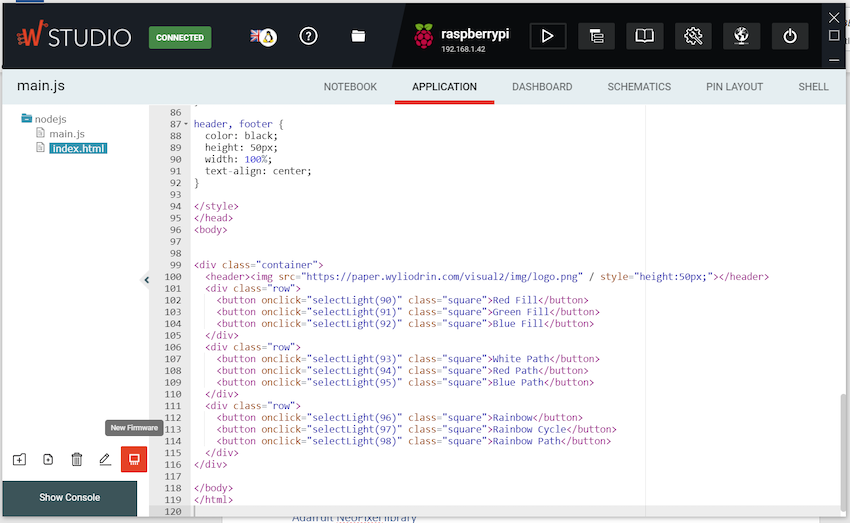 W STUDIO
CONNECTED
raspberrypi
192.168.1.42
main.js
NOTEBOOK
APPLICATION
DASHBOARD
SCHEMATICS
PIN LAYOUT
SHELL
nodejs
main.js
index.html
86
87 header, footer {
88   color: black;
89   height: 50px;
90   width: 100%;
91   text-align: center;
92 }
93
94 </style>
95 </head>
96 <body>
97
98
99 <div class="container">
100   <header><img src="https://paper.wyliodrin.com/visual2/img/logo.png" / style="height:50px;"></header>
101   <div class="row">
102     <button onclick="selectLight(90)" class="square">Red Fill</button>
103     <button onclick="selectLight(91)" class="square">Green Fill</button>
104     <button onclick="selectLight(92)" class="square">Blue Fill</button>
105   </div>
106   <div class="row">
107     <button onclick="selectLight(93)" class="square">White Path</button>
108     <button onclick="selectLight(94)" class="square">Red Path</button>
109     <button onclick="selectLight(95)" class="square">Blue Path</button>
110   </div>
111   <div class="row">
112     <button onclick="selectLight(96)" class="square">Rainbow</button>
113     <button onclick="selectLight(97)" class="square">Rainbow Cycle</button>
114     <button onclick="selectLight(98)" class="square">Rainbow Path</button>
115   </div>
116 </div>
117
118 </body>
119 </html>
120
New Firmware
Show Console
Adafruit NeoPixel library